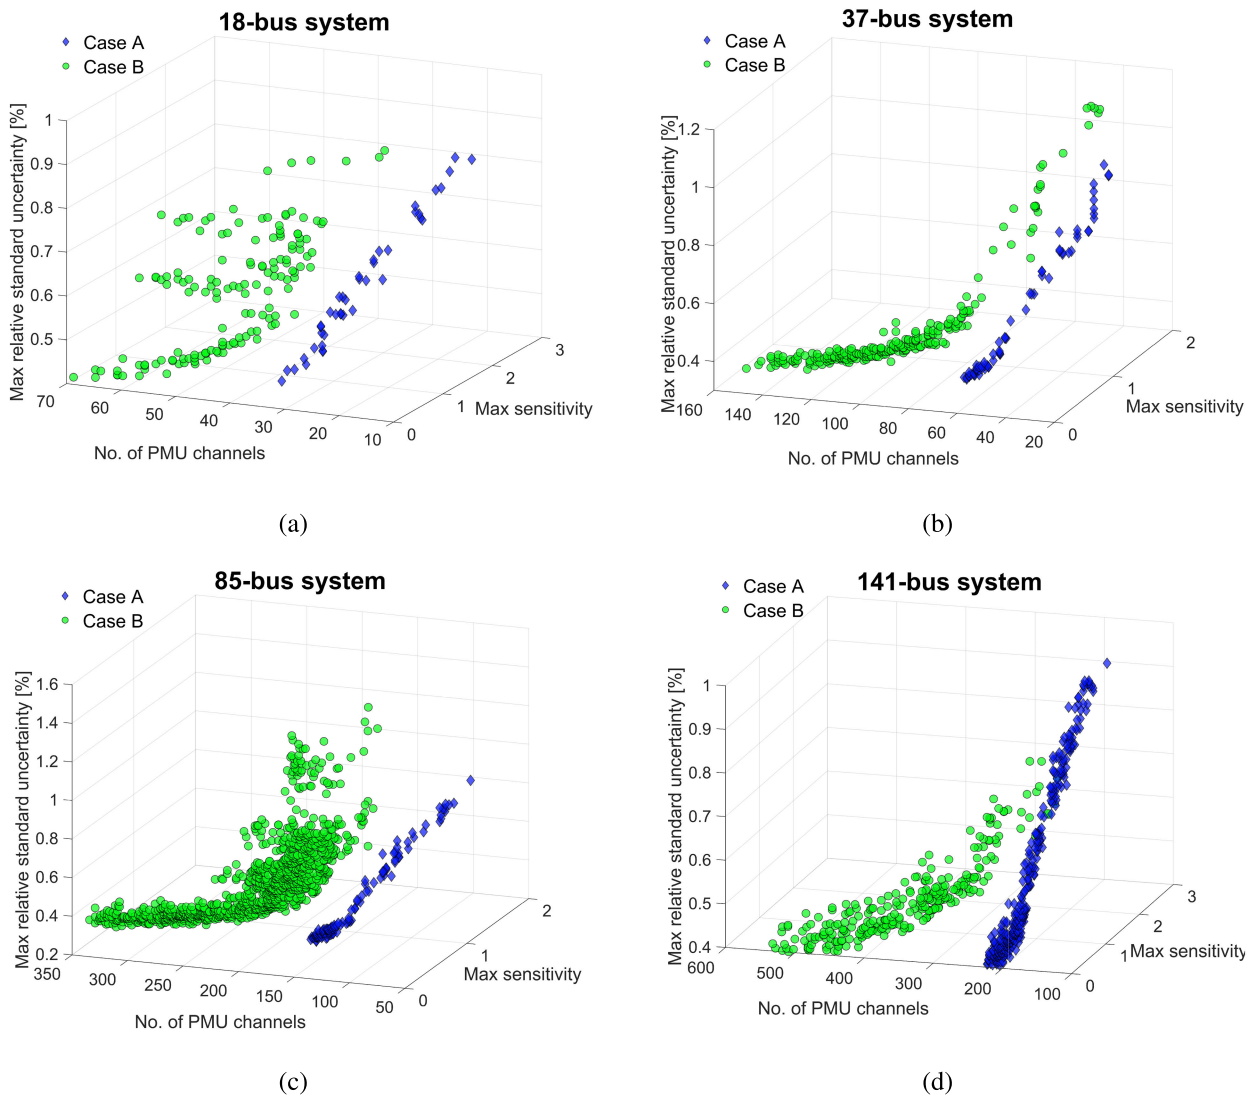 18-bus system
Case A
Case B
Max relative standard uncertainty [%]
1
0.9
0.8
0.7
0.6
0.5
70
60
50
40
30
20
10
No. of PMU channels
0
1
2
3
Max sensitivity
(a)
37-bus system
Case A
Case B
Max relative standard uncertainty [%]
1.2
1
0.8
0.6
0.4
160
140
120
100
80
60
40
20
No. of PMU channels
0
1
2
Max sensitivity
(b)
85-bus system
Case A
Case B
Max relative standard uncertainty [%]
1.6
1.4
1.2
1
0.8
0.6
0.4
0.2
350
300
250
200
150
100
50
No. of PMU channels
0
1
2
Max sensitivity
(c)
141-bus system
Case A
Case B
Max relative standard uncertainty [%]
1
0.9
0.8
0.7
0.6
0.5
0.4
600
500
400
300
200
100
No. of PMU channels
0
1
2
3
Max sensitivity
(d)